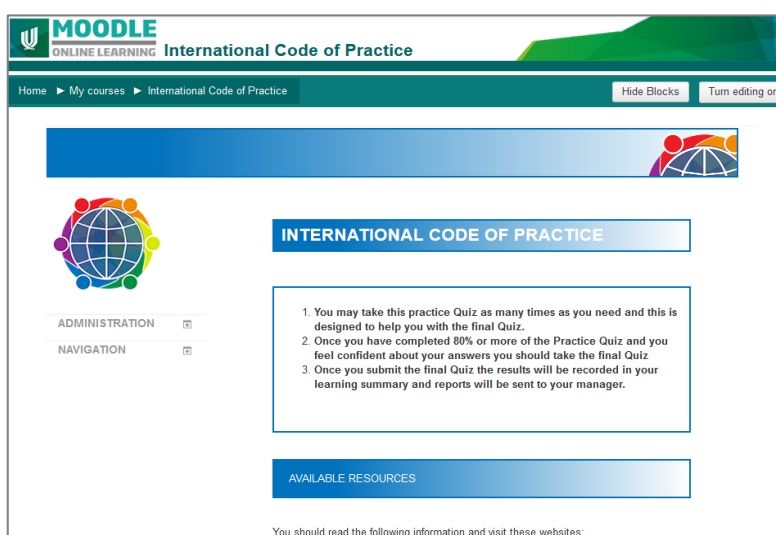 MOODLE
ONLINE LEARNING International Code of Practice
Home ► My courses ► International Code of Practice
Hide Blocks
Turn editing on
ADMINISTRATION
NAVIGATION
INTERNATIONAL CODE OF PRACTICE
1. You may take this practice Quiz as many times as you need and this is
designed to help you with the final Quiz.
2. Once you have completed 80% or more of the Practice Quiz and you
feel confident about your answers you should take the final Quiz
3. Once you submit the final Quiz the results will be recorded in your
learning summary and reports will be sent to your manager.
AVAILABLE RESOURCES
You should read the following information and visit these websites: